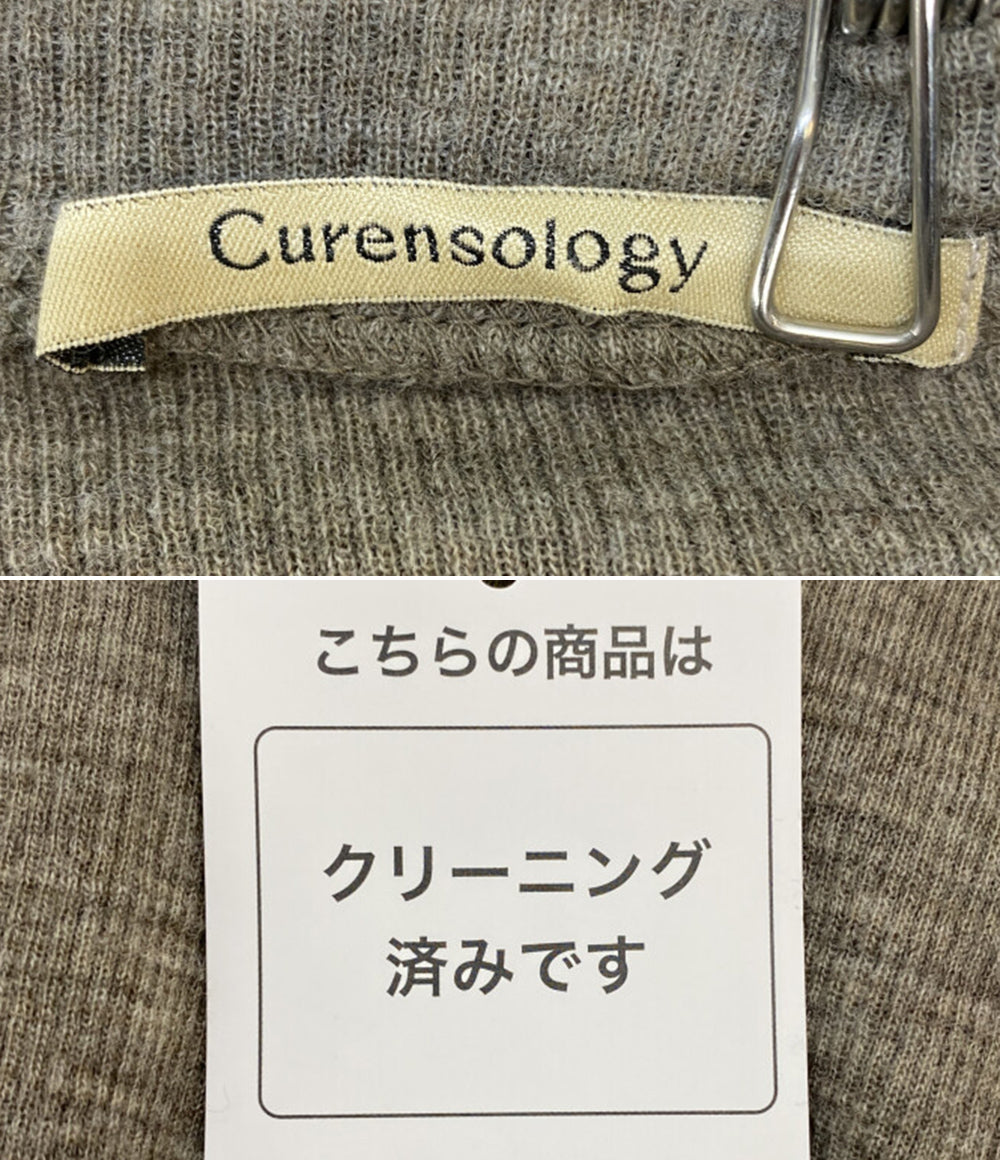 Curensology
こちらの商品は
クリーニング
済みです